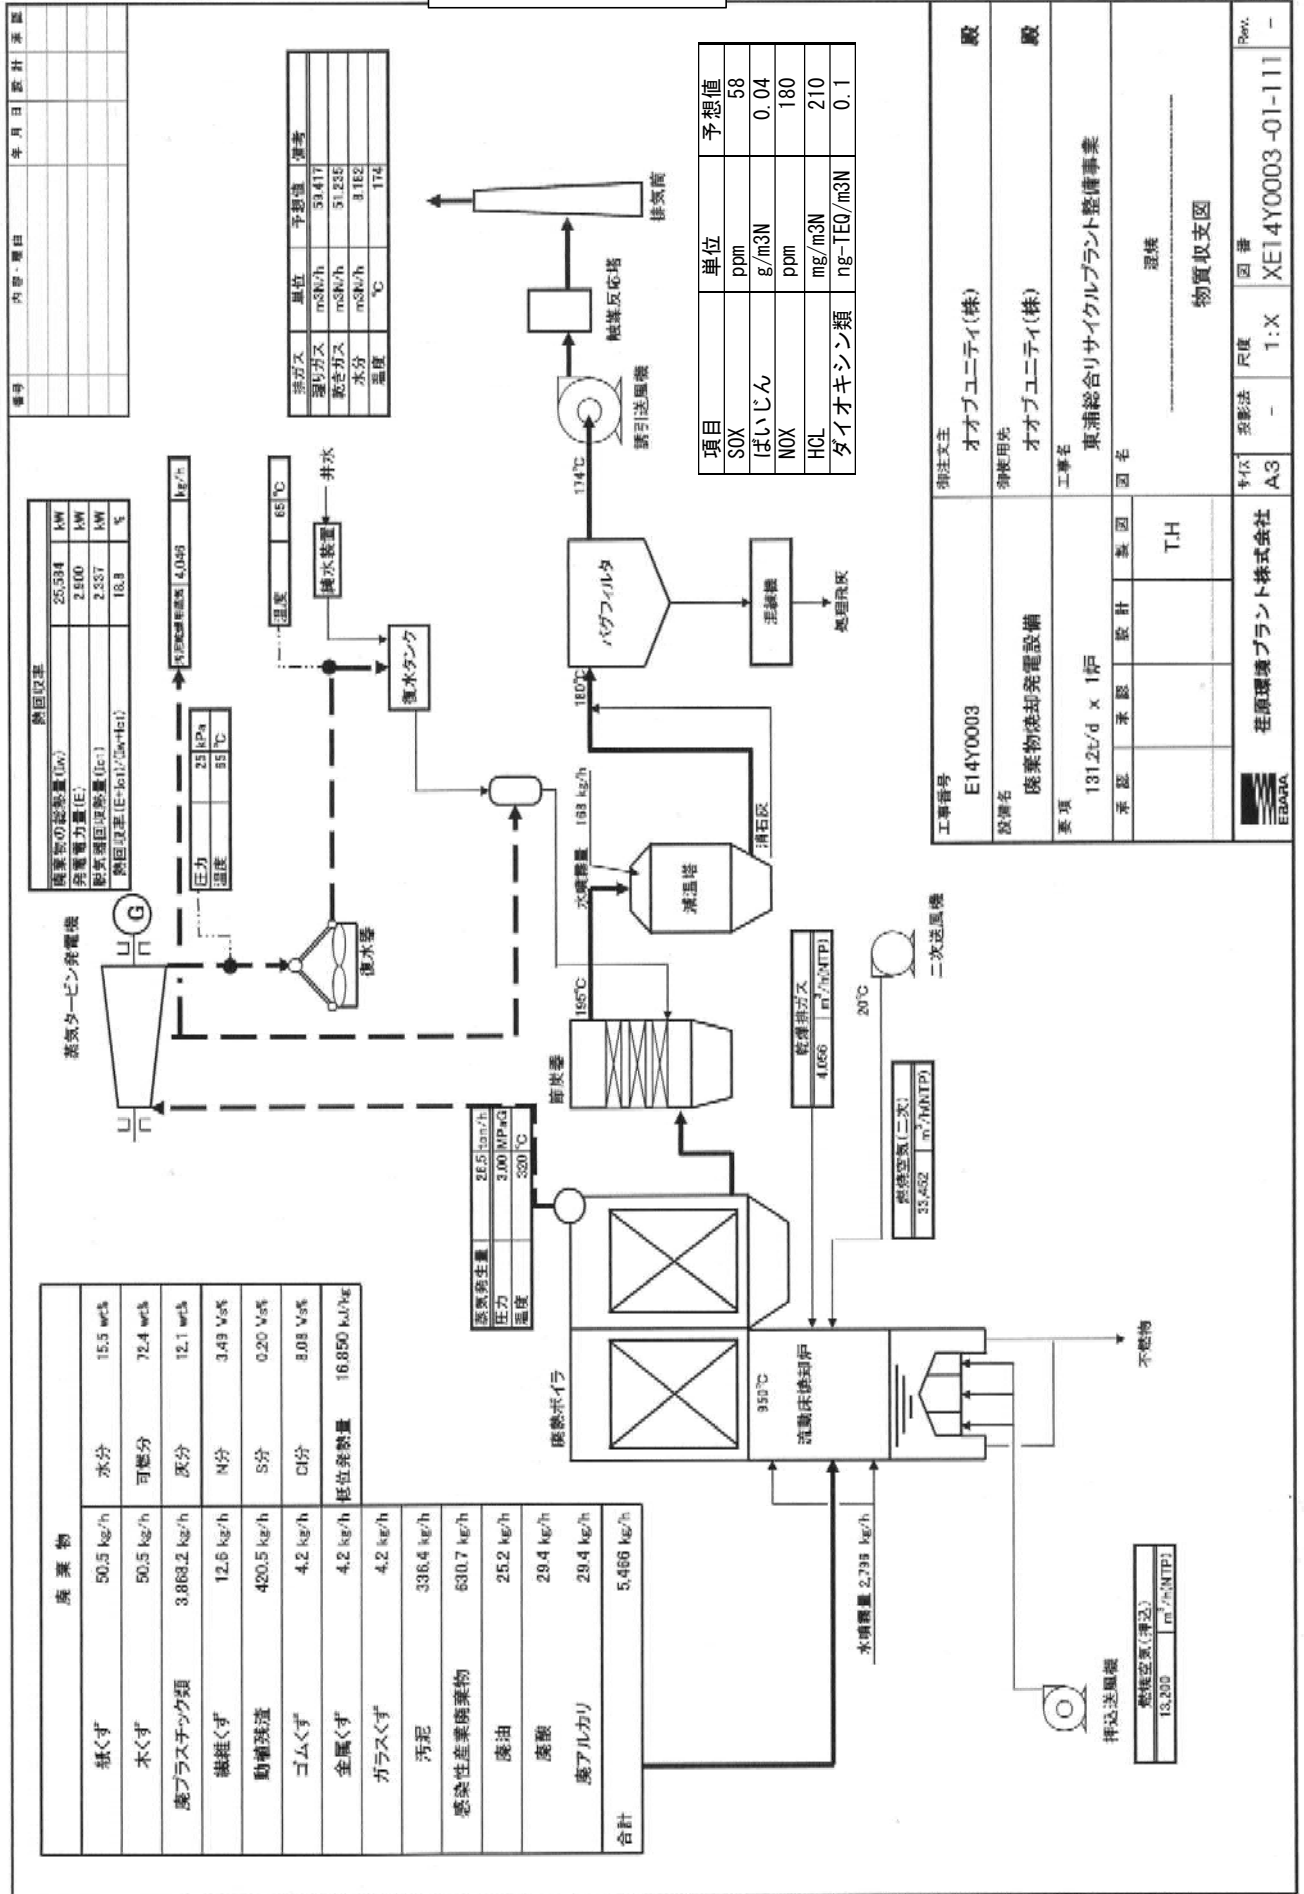 廃棄物
紙くず 50.5 kg/h 水分 15.5 wt%
木くず 50.5 kg/h 可燃分 72.4 wt%
廃プラスチック類 3,868.2 kg/h 灰分 12.1 wt%
繊維くず 12.6 kg/h N分 3.49 Vs%
動植残渣 420.5 kg/h S分 0.20 Vs%
ゴムくず 4.2 kg/h Cl分 8.08 Vs%
金属くず 4.2 kg/h 低位発熱量 16,850 kJ/kg
ガラスくず 4.2 kg/h
汚泥 336.4 kg/h
感染性産業廃棄物 630.7 kg/h
廃油 25.2 kg/h
廃酸 29.4 kg/h
廃アルカリ 29.4 kg/h
合計 5,466 kg/h
蒸気タービン発電機
G
熱回収率
廃棄物の総熱量(Iw) 25,584 kW
発電電力量(E) 2,900 kW
脱気器回収熱量(Ic1) 2,337 kW
熱回収率(E+Ic1)/(Iw+Ic1) 18.8 %
汚泥乾燥用蒸気 4,046 kg/h
圧力 25 kPa
温度 65 ℃
復水器
温度 65 ℃
純水装置
井水
復水タンク
番号 内容・理由 年月日 設計 承認
排ガス 単位 予想値 備考
湿りガス m3N/h 59,417
乾きガス m3N/h 51,235
水分 m3N/h 8,182
温度 ℃ 174
蒸気発生量 26.5 ton/h
圧力 3.00 MPaG
温度 320 ℃
廃熱ボイラ
節炭器
195℃
水噴霧量 168 kg/h
減温塔
消石灰
180℃
バグフィルタ
174℃
混練機
処理飛灰
誘引送風機
触媒反応塔
排気筒
950℃
流動床焼却炉
乾燥排ガス
4,056 m³/h(NTP)
20℃
二次送風機
燃焼空気(二次)
33,452 m³/h(NTP)
不燃物
水噴霧量 2,796 kg/h
押込送風機
燃焼空気(押込)
13,200 m³/h(NTP)
項目 単位 予想値
SOX ppm 58
ばいじん g/m3N 0.04
NOX ppm 180
HCL mg/m3N 210
ダイオキシン類 ng-TEQ/m3N 0.1
工事番号
E14Y0003
御注文主
オオブユニティ(株) 殿
設備名
廃棄物焼却発電設備
御使用先
オオブユニティ(株) 殿
要項
131.2t/d x 1炉
工事名
東浦総合リサイクルプラント整備事業
承認 承認 設計 製図
T.H
図名
混焼
物質収支図
EBARA
荏原環境プラント株式会社
サイズ A3
投影法 -
尺度 1:X
図番 XE14Y0003-01-111
Rev. -